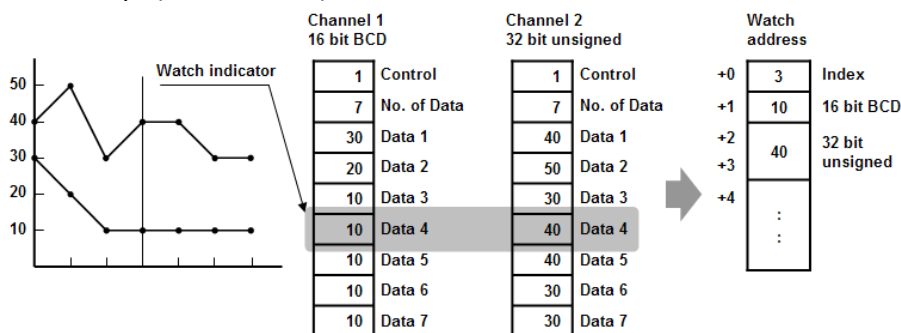 Channel 1
16 bit BCD
Channel 2
32 bit unsigned
Watch
address
Watch indicator
50
40
30
20
10
1 Control
7 No. of Data
30 Data 1
20 Data 2
10 Data 3
10 Data 4
10 Data 5
10 Data 6
10 Data 7
1 Control
7 No. of Data
40 Data 1
50 Data 2
30 Data 3
40 Data 4
40 Data 5
30 Data 6
30 Data 7
+0 3 Index
+1 10 16 bit BCD
+2
+3
40
32 bit
unsigned
+4
:
: